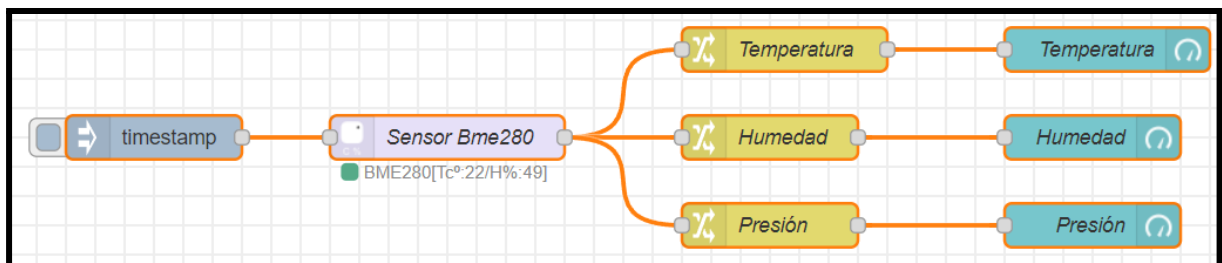 Temperatura
Temperatura
timestamp
Sensor Bme280
Humedad
Humedad
BME280[Tcº:22/H%:49]
Presión
Presión